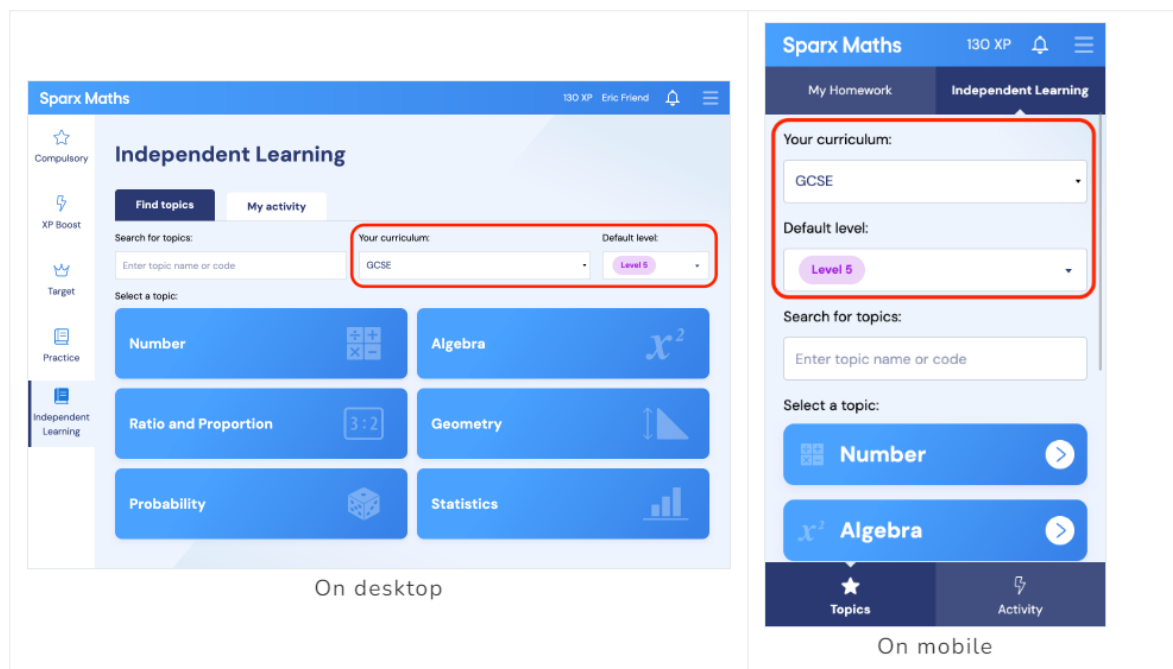 Sparx Maths
130 XP Eric Friend
Compulsory
XP Boost
Target
Practice
Independent
Learning
Independent Learning
Find topics My activity
Search for topics: Your curriculum: Default level:
Enter topic name or code GCSE Level 5
Select a topic:
Number Algebra x²
Ratio and Proportion 3:2 Geometry
Probability Statistics
On desktop
Sparx Maths 130 XP
My Homework Independent Learning
Your curriculum:
GCSE
Default level:
Level 5
Search for topics:
Enter topic name or code
Select a topic:
Number
x² Algebra
Topics Activity
On mobile